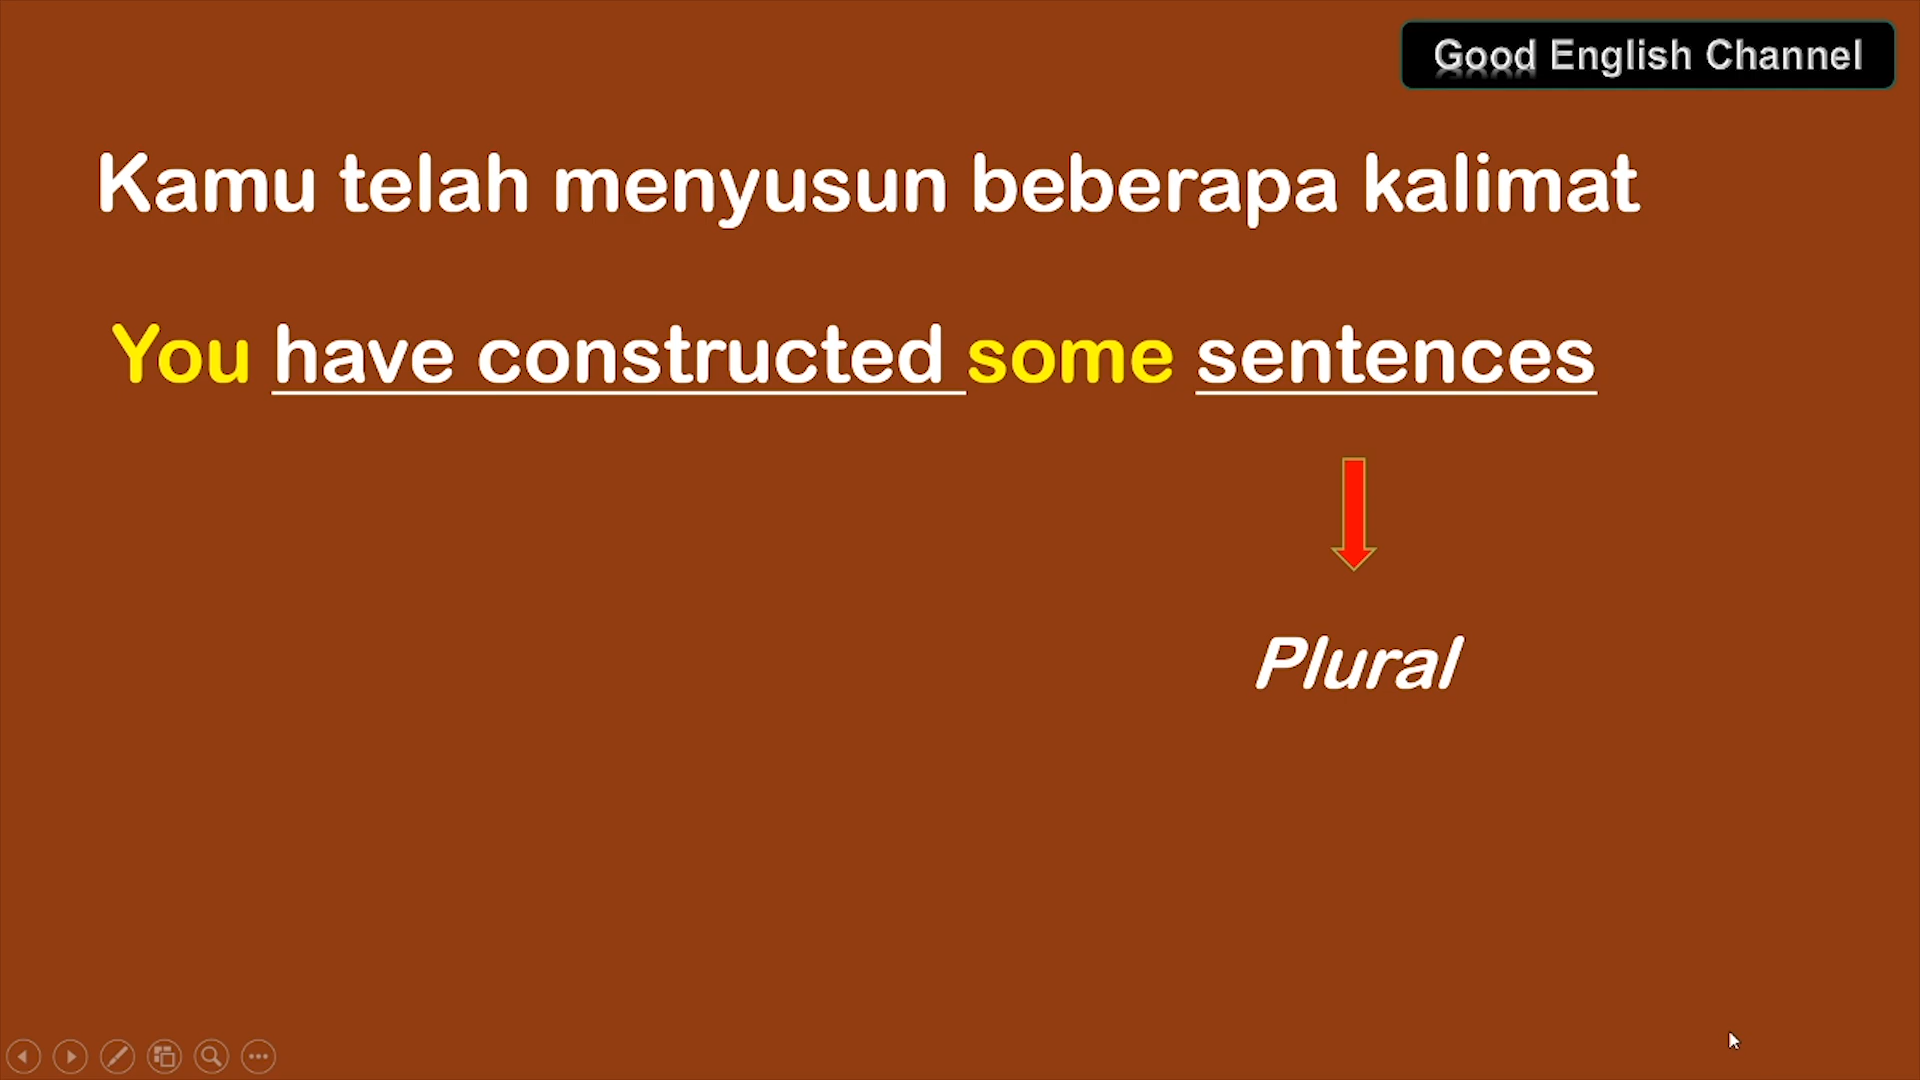 Good English Channel
Kamu telah menyusun beberapa kalimat
You have constructed some sentences
Plural